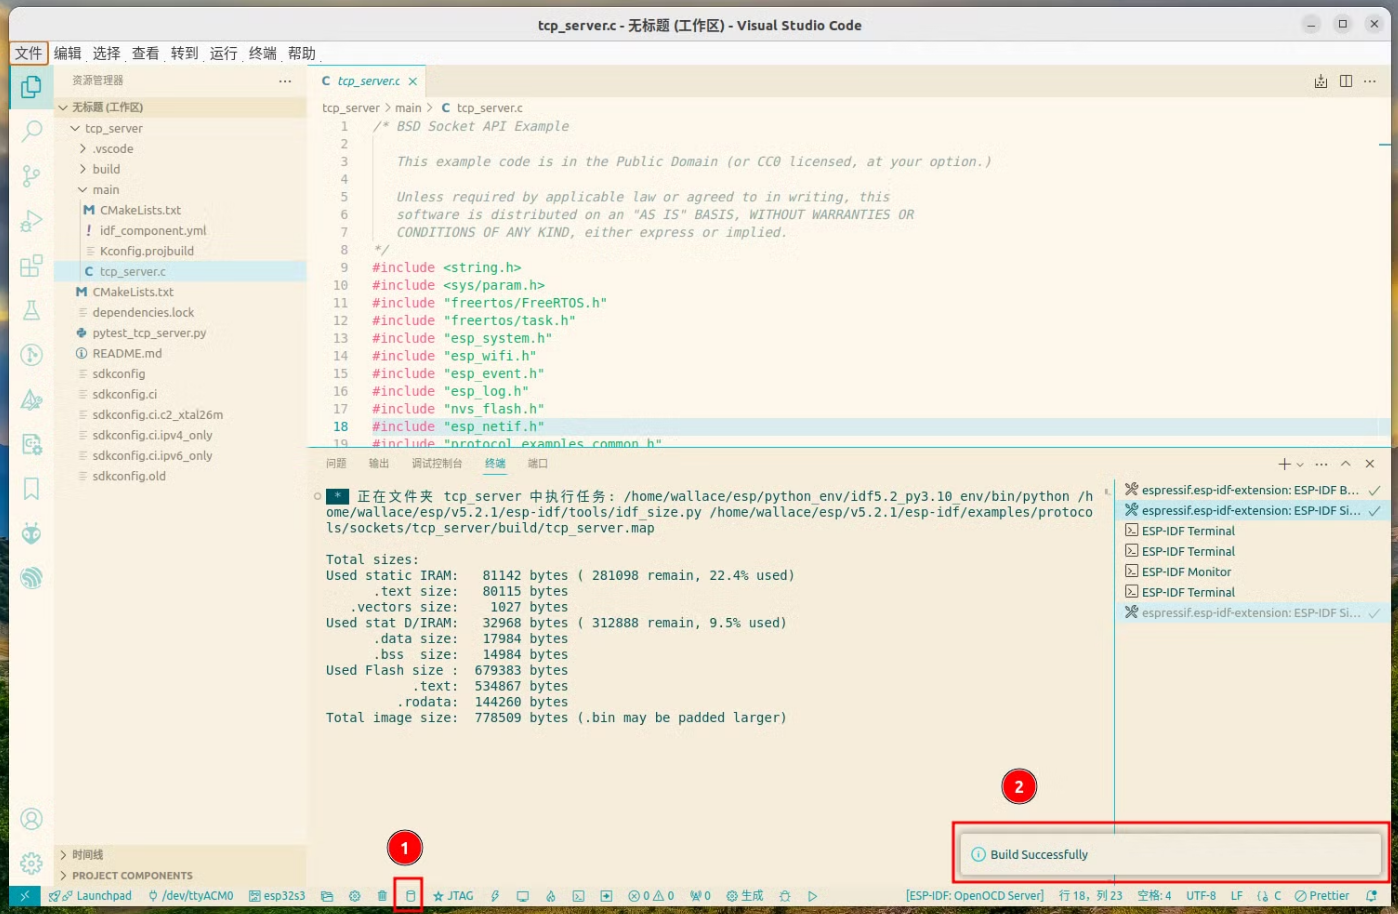 tcp_server.c - 无标题 (工作区) - Visual Studio Code
文件 编辑 选择 查看 转到 运行 终端 帮助
资源管理器
无标题 (工作区)
tcp_server
.vscode
build
main
CMakeLists.txt
idf_component.yml
Kconfig.projbuild
tcp_server.c
CMakeLists.txt
dependencies.lock
pytest_tcp_server.py
README.md
sdkconfig
sdkconfig.ci
sdkconfig.ci.c2_xtal26m
sdkconfig.ci.ipv4_only
sdkconfig.ci.ipv6_only
sdkconfig.old
时间线
PROJECT COMPONENTS
C tcp_server.c
tcp_server > main > C tcp_server.c
1 /* BSD Socket API Example
2
3 This example code is in the Public Domain (or CC0 licensed, at your option.)
4
5 Unless required by applicable law or agreed to in writing, this
6 software is distributed on an "AS IS" BASIS, WITHOUT WARRANTIES OR
7 CONDITIONS OF ANY KIND, either express or implied.
8 */
9 #include <string.h>
10 #include <sys/param.h>
11 #include "freertos/FreeRTOS.h"
12 #include "freertos/task.h"
13 #include "esp_system.h"
14 #include "esp_wifi.h"
15 #include "esp_event.h"
16 #include "esp_log.h"
17 #include "nvs_flash.h"
18 #include "esp_netif.h"
19 #include "protocol_examples_common.h"
问题 输出 调试控制台 终端 端口
* 正在文件夹 tcp_server 中执行任务: /home/wallace/esp/python_env/idf5.2_py3.10_env/bin/python /h
ome/wallace/esp/v5.2.1/esp-idf/tools/idf_size.py /home/wallace/esp/v5.2.1/esp-idf/examples/protoco
ls/sockets/tcp_server/build/tcp_server.map
Total sizes:
Used static IRAM: 81142 bytes ( 281098 remain, 22.4% used)
.text size: 80115 bytes
.vectors size: 1027 bytes
Used stat D/IRAM: 32968 bytes ( 312888 remain, 9.5% used)
.data size: 17984 bytes
.bss size: 14984 bytes
Used Flash size : 679383 bytes
.text: 534867 bytes
.rodata: 144260 bytes
Total image size: 778509 bytes (.bin may be padded larger)
espressif.esp-idf-extension: ESP-IDF B...
espressif.esp-idf-extension: ESP-IDF Si...
ESP-IDF Terminal
ESP-IDF Terminal
ESP-IDF Monitor
ESP-IDF Terminal
espressif.esp-idf-extension: ESP-IDF Si...
1
2
Build Successfully
Launchpad /dev/ttyACM0 esp32s3 JTAG 0 0 0 生成 [ESP-IDF: OpenOCD Server] 行 18，列 23 空格: 4 UTF-8 LF C Prettier